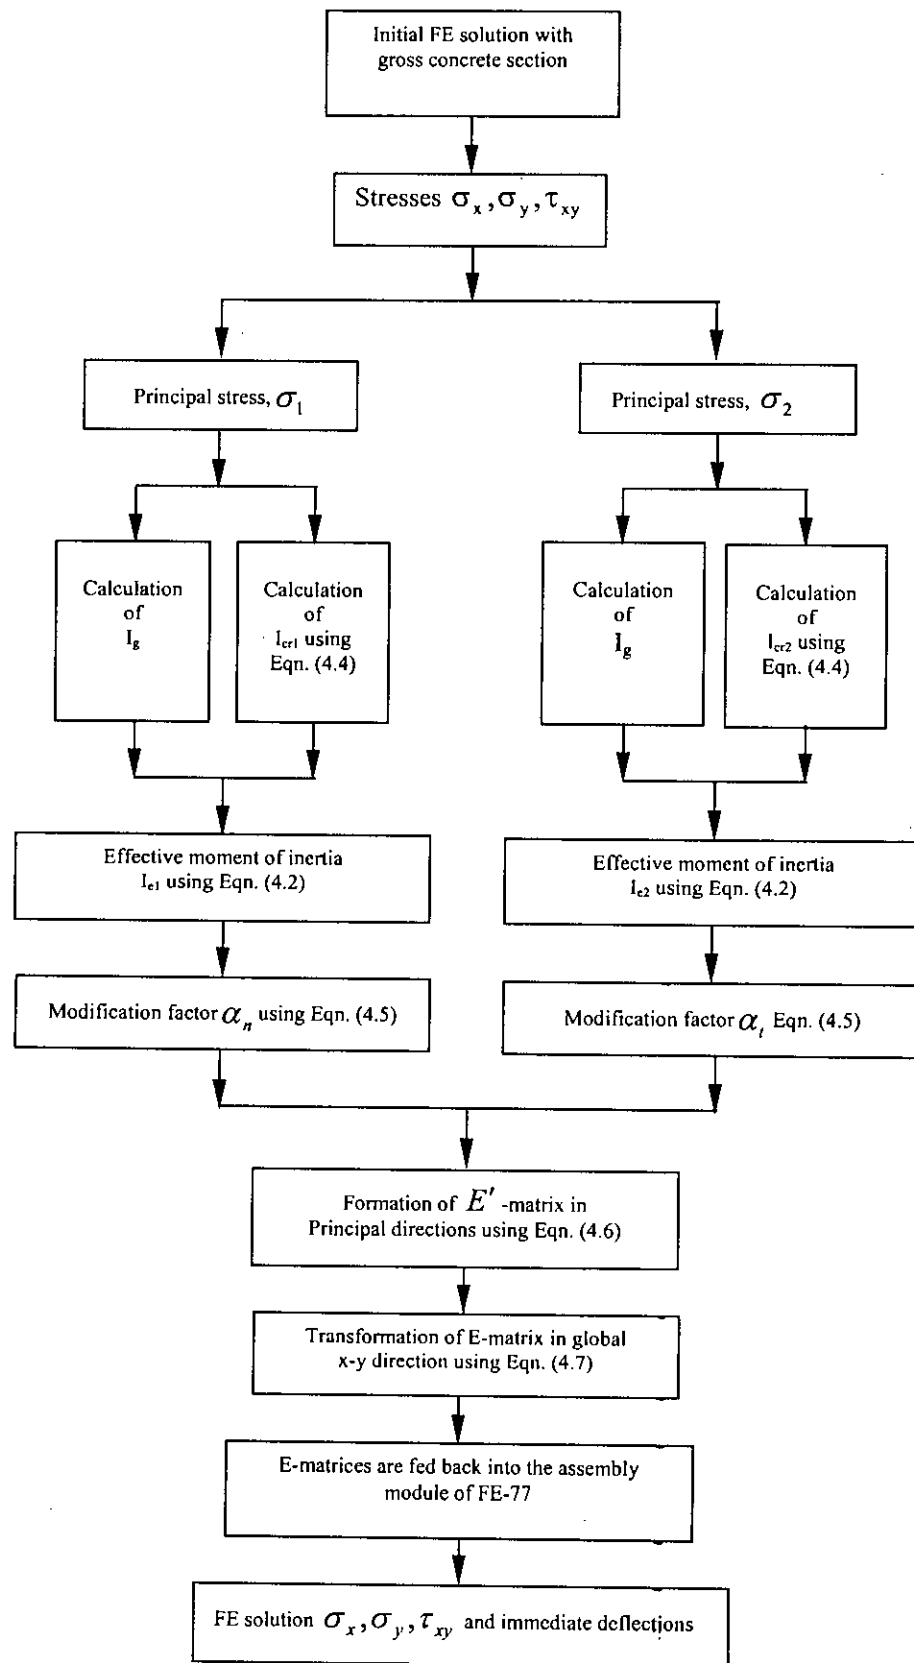 Initial FE solution with
gross concrete section
Stresses σx,σy,τxy
Principal stress, σ1
Principal stress, σ2
Calculation
of
Ig
Calculation
of
Icr1 using
Eqn. (4.4)
Calculation
of
Ig
Calculation
of
Icr2 using
Eqn. (4.4)
Effective moment of inertia
Ie1 using Eqn. (4.2)
Effective moment of inertia
Ie2 using Eqn. (4.2)
Modification factor αn using Eqn. (4.5)
Modification factor αt Eqn. (4.5)
Formation of E′ -matrix in
Principal directions using Eqn. (4.6)
Transformation of E-matrix in global
x-y direction using Eqn. (4.7)
E-matrices are fed back into the assembly
module of FE-77
FE solution σx,σy,τxy and immediate deflections